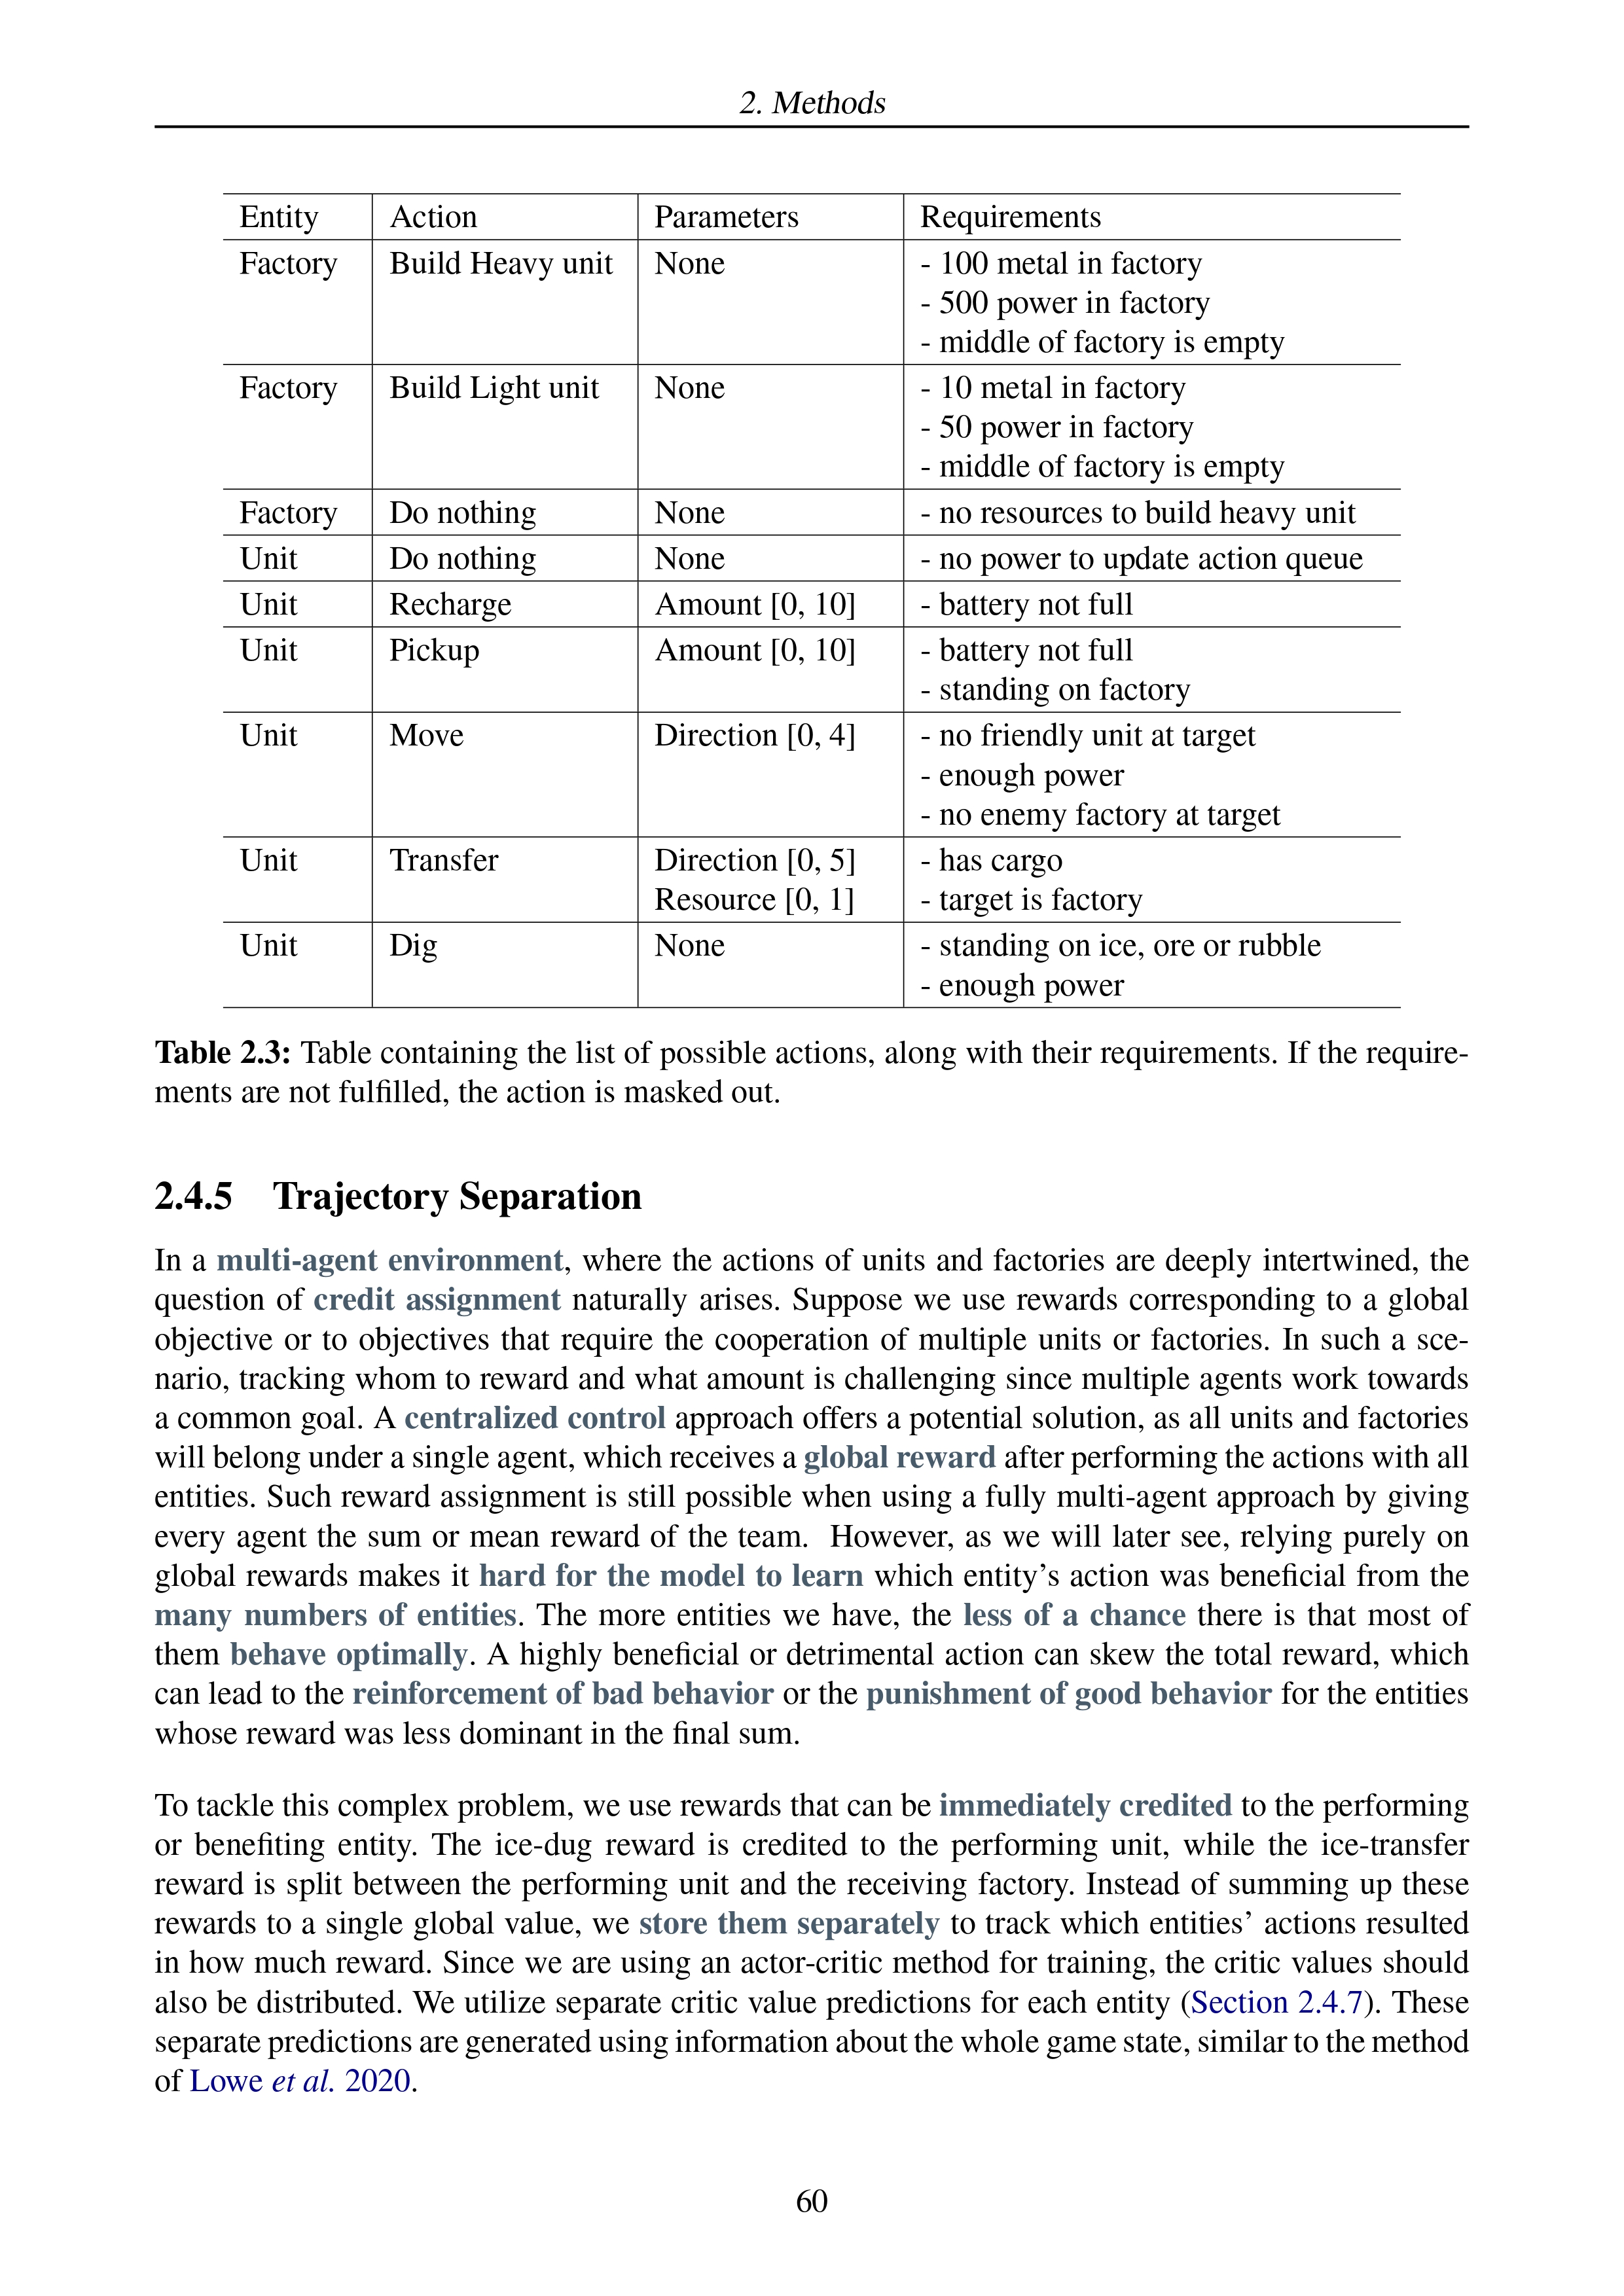 2. Methods
Entity Action Parameters Requirements
Factory Build Heavy unit None - 100 metal in factory
- 500 power in factory
- middle of factory is empty
Factory Build Light unit None - 10 metal in factory
- 50 power in factory
- middle of factory is empty
Factory Do nothing None - no resources to build heavy unit
Unit Do nothing None - no power to update action queue
Unit Recharge Amount [0, 10] - battery not full
Unit Pickup Amount [0, 10] - battery not full
- standing on factory
Unit Move Direction [0, 4] - no friendly unit at target
- enough power
- no enemy factory at target
Unit Transfer Direction [0, 5] - has cargo
Resource [0, 1] - target is factory
Unit Dig None - standing on ice, ore or rubble
- enough power
Table 2.3: Table containing the list of possible actions, along with their requirements. If the require-
ments are not fulfilled, the action is masked out.
2.4.5 Trajectory Separation
In a multi-agent environment, where the actions of units and factories are deeply intertwined, the
question of credit assignment naturally arises. Suppose we use rewards corresponding to a global
objective or to objectives that require the cooperation of multiple units or factories. In such a sce-
nario, tracking whom to reward and what amount is challenging since multiple agents work towards
a common goal. A centralized control approach offers a potential solution, as all units and factories
will belong under a single agent, which receives a global reward after performing the actions with all
entities. Such reward assignment is still possible when using a fully multi-agent approach by giving
every agent the sum or mean reward of the team. However, as we will later see, relying purely on
global rewards makes it hard for the model to learn which entity's action was beneficial from the
many numbers of entities. The more entities we have, the less of a chance there is that most of
them behave optimally. A highly beneficial or detrimental action can skew the total reward, which
can lead to the reinforcement of bad behavior or the punishment of good behavior for the entities
whose reward was less dominant in the final sum.
To tackle this complex problem, we use rewards that can be immediately credited to the performing
or benefiting entity. The ice-dug reward is credited to the performing unit, while the ice-transfer
reward is split between the performing unit and the receiving factory. Instead of summing up these
rewards to a single global value, we store them separately to track which entities' actions resulted
in how much reward. Since we are using an actor-critic method for training, the critic values should
also be distributed. We utilize separate critic value predictions for each entity (Section 2.4.7). These
separate predictions are generated using information about the whole game state, similar to the method
of Lowe et al. 2020.
60